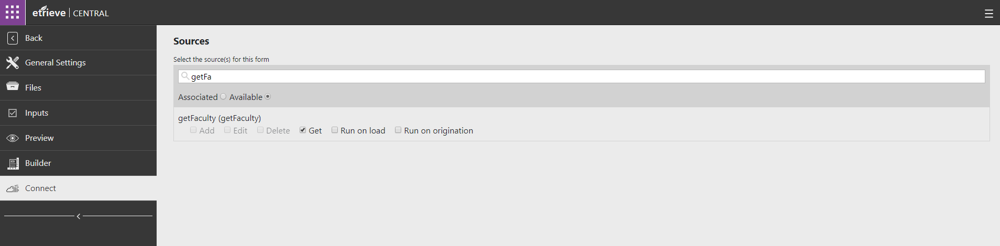 etrieve | CENTRAL
Back
General Settings
Files
Inputs
Preview
Builder
Connect
Sources
Select the source(s) for this form
getFa
Associated Available
getFaculty (getFaculty)
Add Edit Delete Get Run on load Run on origination